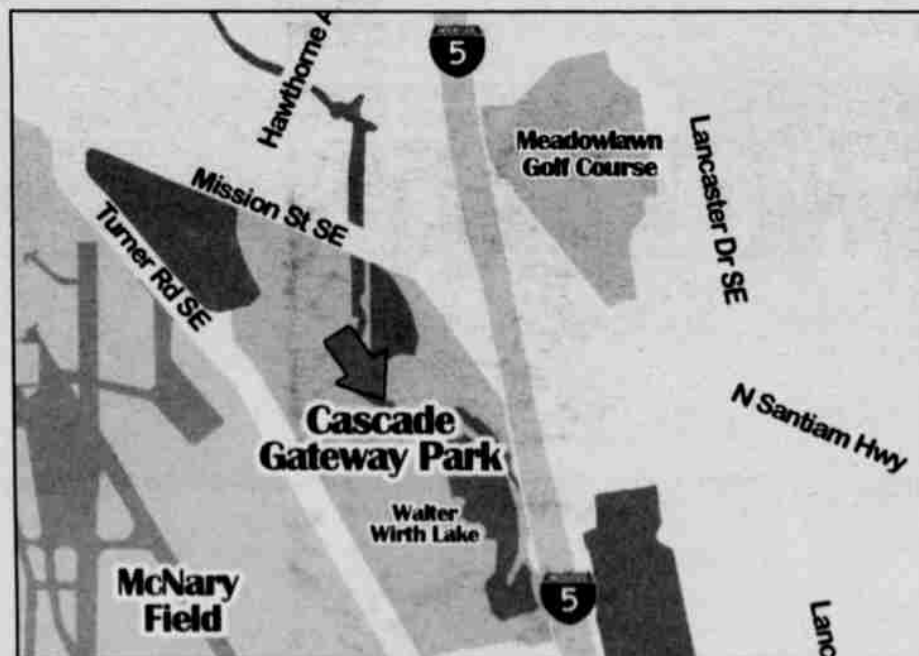 Hawthorne A
5
Meadowlawn
Golf Course
Lancaster Dr SE
Mission St SE
Turner Rd SE
N Santiam Hwy
Cascade
Gateway Park
Walter
Wirth Lake
McNary
Field
5
Lanc